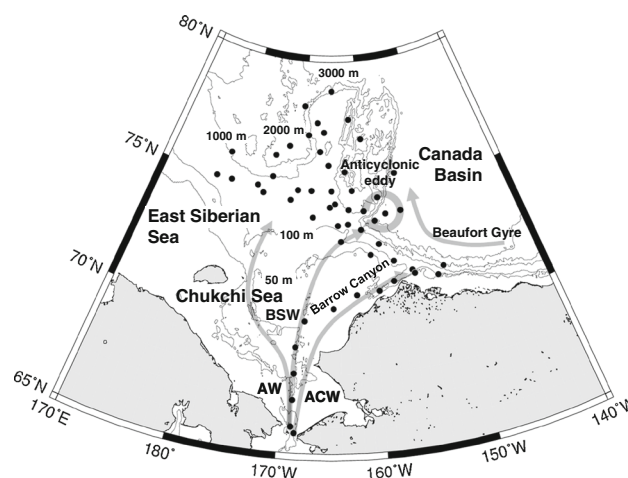 80˚N
3000 m
2000 m
1000 m
75˚N
Anticyclonic
eddy
Canada
Basin
East Siberian
Sea
Beaufort Gyre
100 m
70˚N
50 m
Barrow Canyon
Chukchi Sea
BSW
AW
ACW
65˚N
170˚E
180˚
170˚W
160˚W
150˚W
140˚W